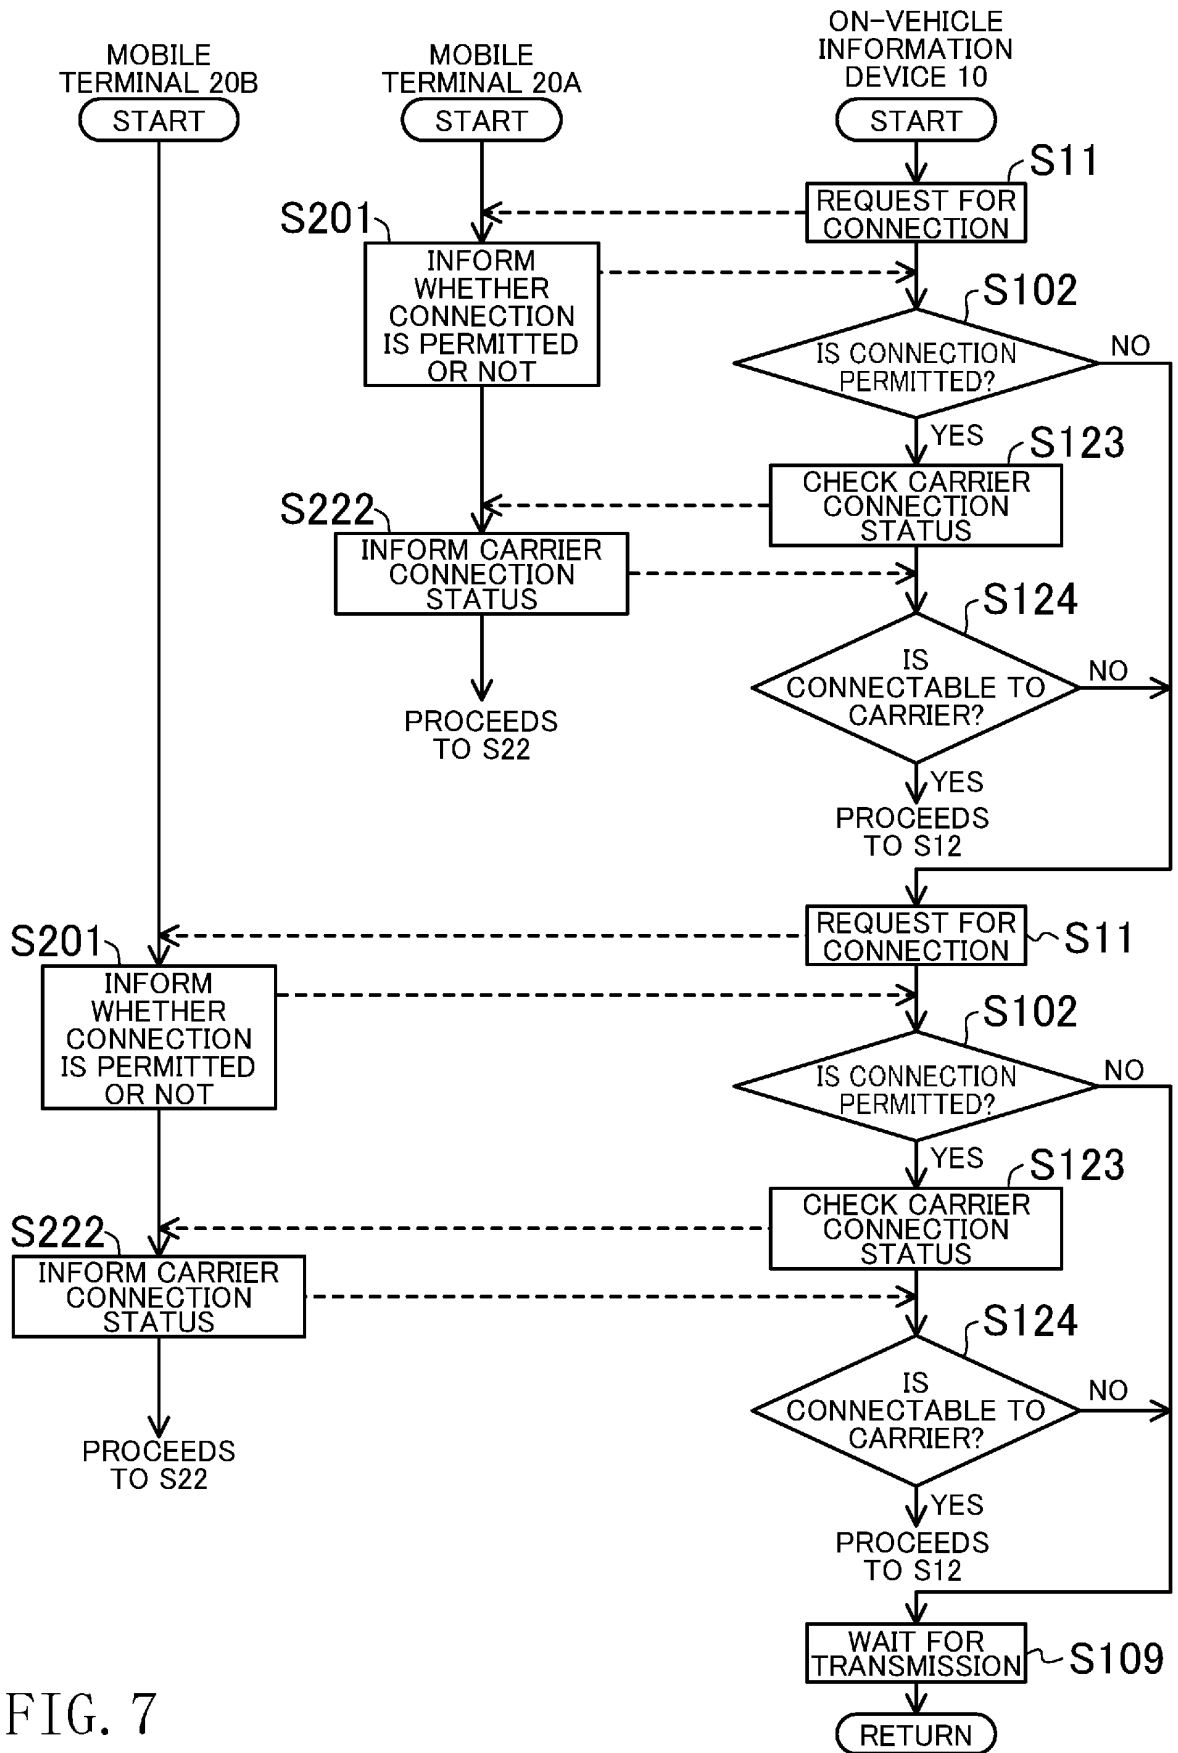 MOBILE
TERMINAL 20B
MOBILE
TERMINAL 20A
ON-VEHICLE
INFORMATION
DEVICE 10
START
START
START
S11
REQUEST FOR
CONNECTION
S201
INFORM
WHETHER
CONNECTION
IS PERMITTED
OR NOT
S102
IS CONNECTION
PERMITTED?
NO
YES
S123
CHECK CARRIER
CONNECTION
STATUS
S222
INFORM CARRIER
CONNECTION
STATUS
S124
IS
CONNECTABLE TO
CARRIER?
NO
PROCEEDS
TO S22
YES
PROCEEDS
TO S12
REQUEST FOR
CONNECTION
S11
S201
INFORM
WHETHER
CONNECTION
IS PERMITTED
OR NOT
S102
IS CONNECTION
PERMITTED?
NO
YES
S123
CHECK CARRIER
CONNECTION
STATUS
S222
INFORM CARRIER
CONNECTION
STATUS
S124
IS
CONNECTABLE TO
CARRIER?
NO
PROCEEDS
TO S22
YES
PROCEEDS
TO S12
WAIT FOR
TRANSMISSION
S109
RETURN
FIG. 7